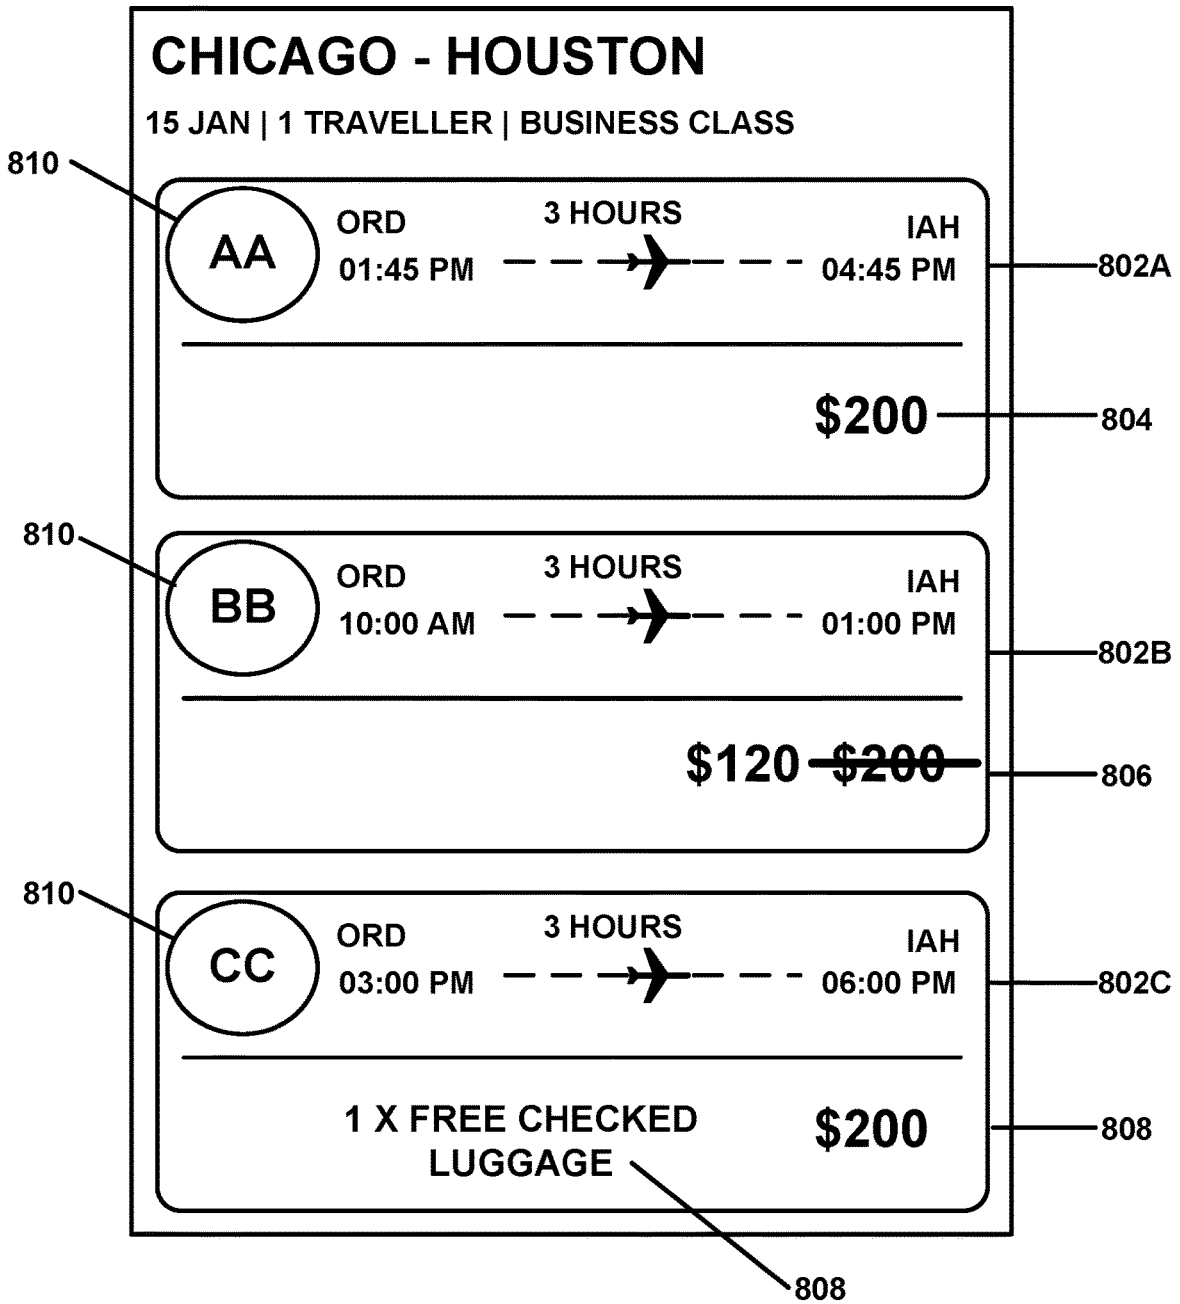 CHICAGO - HOUSTON
15 JAN | 1 TRAVELLER | BUSINESS CLASS
810
AA
ORD
01:45 PM
3 HOURS
IAH
04:45 PM
802A
$200
804
810
BB
ORD
10:00 AM
3 HOURS
IAH
01:00 PM
802B
$120 $200
806
810
CC
ORD
03:00 PM
3 HOURS
IAH
06:00 PM
802C
1 X FREE CHECKED
LUGGAGE
$200
808
808